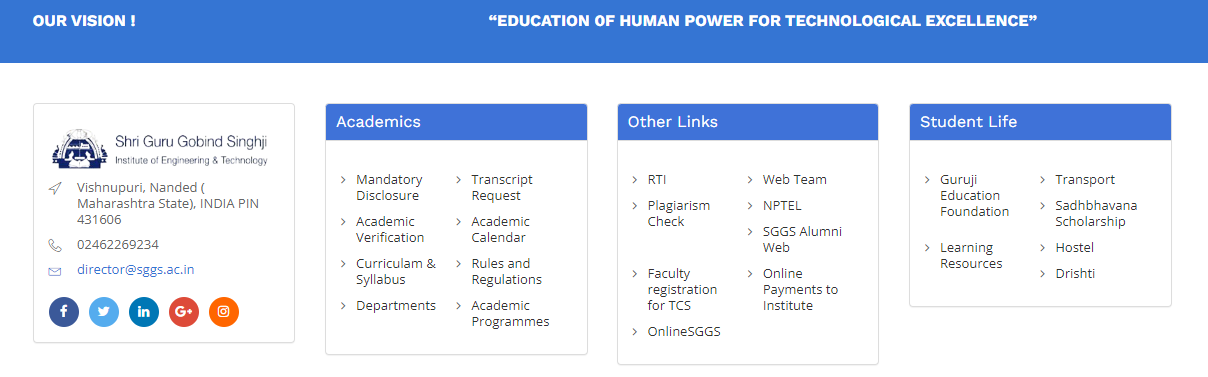 OUR VISION !
“EDUCATION 0F HUMAN POWER FOR TECHNOLOGICAL EXCELLENCE”
Shri Guru Gobind Singhji
Institute of Engineering & Technology
Vishnupuri, Nanded (
Maharashtra State), INDIA PIN
431606
02462269234
director@sggs.ac.in
f
in
G+
Academics
Mandatory
Disclosure
Transcript
Request
Academic
Verification
Academic
Calendar
Curriculam &
Syllabus
Rules and
Regulations
Departments
Academic
Programmes
Other Links
RTI
Web Team
Plagiarism
Check
NPTEL
SGGS Alumni
Web
Faculty
registration
for TCS
Online
Payments to
Institute
OnlineSGGS
Student Life
Guruji
Education
Foundation
Transport
Sadhbhavana
Scholarship
Learning
Resources
Hostel
Drishti